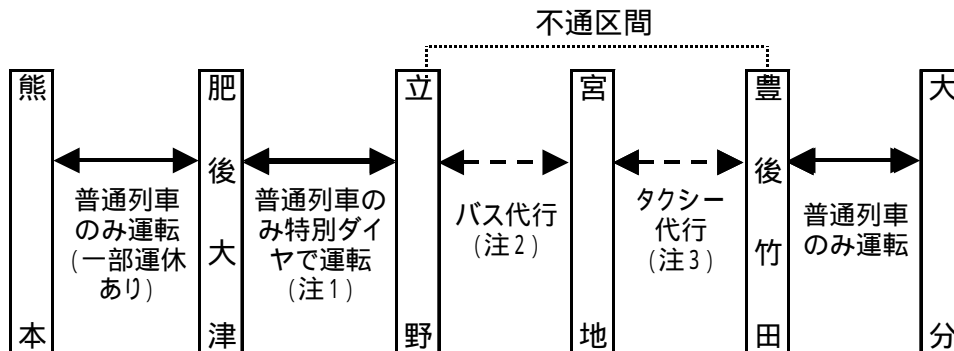 不通区間
熊本
普通列車
のみ運転
(一部運休
あり)
肥後大津
普通列車の
み特別ダイ
ヤで運転
(注1)
立野
バス代行
(注2)
宮地
タクシー
代行
(注3)
豊後竹田
普通列車
のみ運転
大分